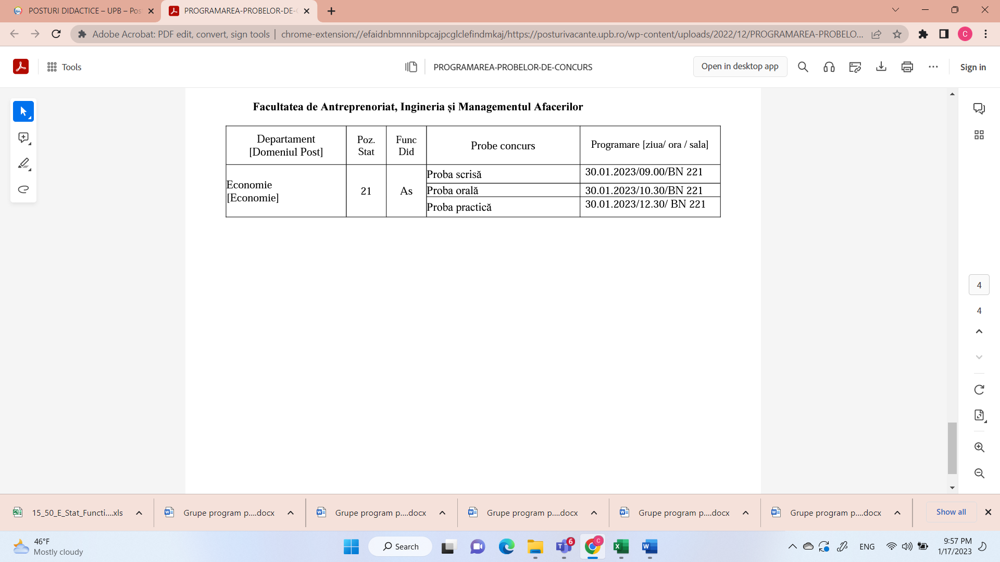 POSTURI DIDACTICE – UPB – Pos
PROGRAMAREA-PROBELOR-DE-C
Adobe Acrobat: PDF edit, convert, sign tools | chrome-extension://efaidnbmnnnibpcajpcglclefindmkaj/https://posturivacante.upb.ro/wp-content/uploads/2022/12/PROGRAMAREA-PROBELO...
C
Tools
PROGRAMAREA-PROBELOR-DE-CONCURS
Open in desktop app
Sign in
Facultatea de Antreprenoriat, Ingineria și Managementul Afacerilor
Departament
[Domeniul Post]
Poz.
Stat
Func
Did
Probe concurs
Programare [ziua/ ora / sala]
Economie
[Economie]
21
As
Proba scrisă
30.01.2023/09.00/BN 221
Proba orală
30.01.2023/10.30/BN 221
Proba practică
30.01.2023/12.30/ BN 221
4
4
15_50_E_Stat_Functi....xls
Grupe program p....docx
Grupe program p....docx
Grupe program p....docx
Grupe program p....docx
Grupe program p....docx
Show all
46°F
Mostly cloudy
Search
6
C
ENG
9:57 PM
1/17/2023